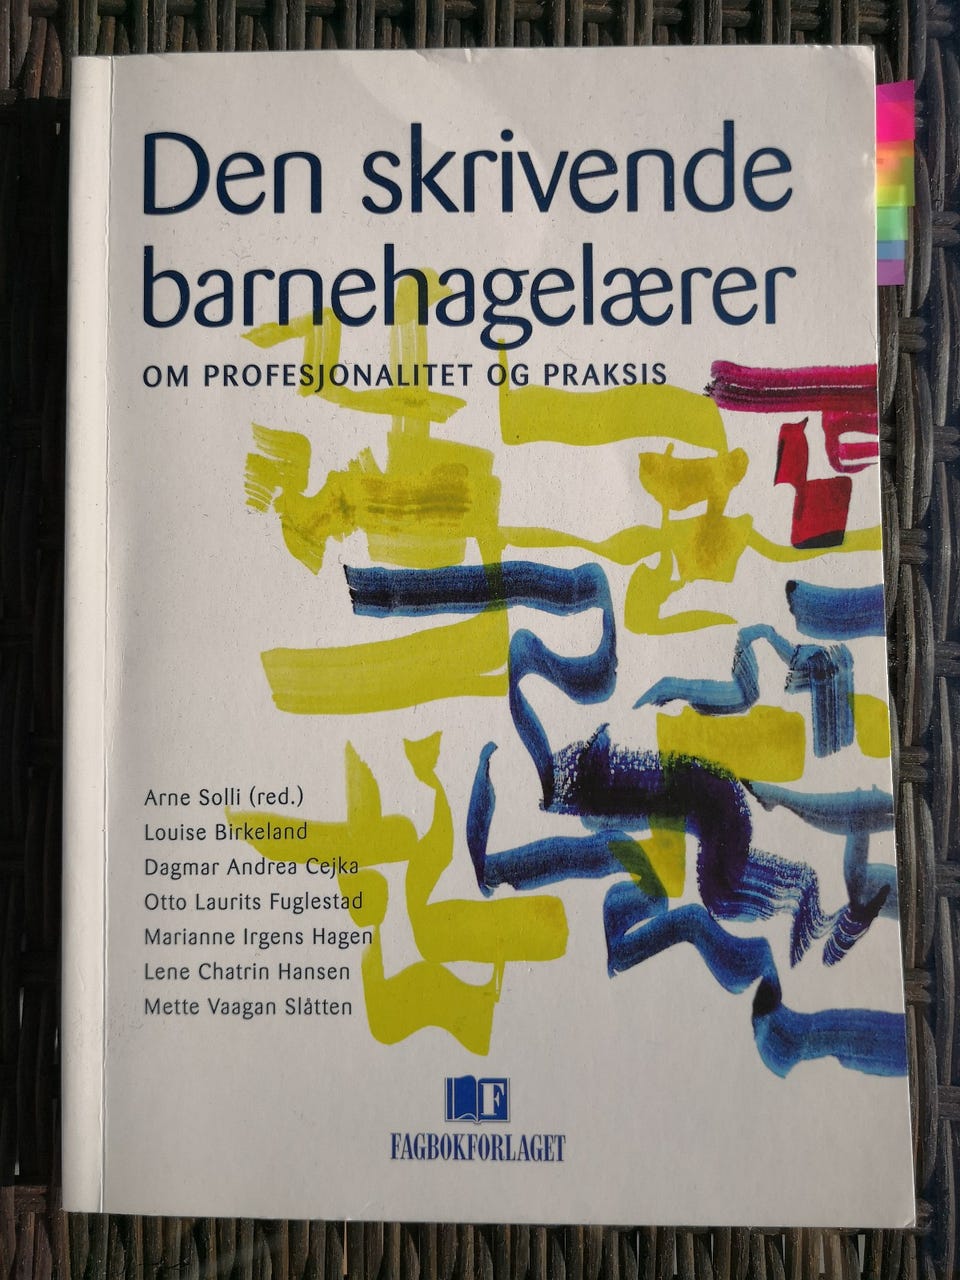 Den skrivende
barnehagelærer
OM PROFESJONALITET OG PRAKSIS
Arne Solli (red.)
Louise Birkeland
Dagmar Andrea Cejka
Otto Laurits Fuglestad
Marianne Irgens Hagen
Lene Chatrin Hansen
Mette Vaagan Slåtten
F
FAGBOKFORLAGET